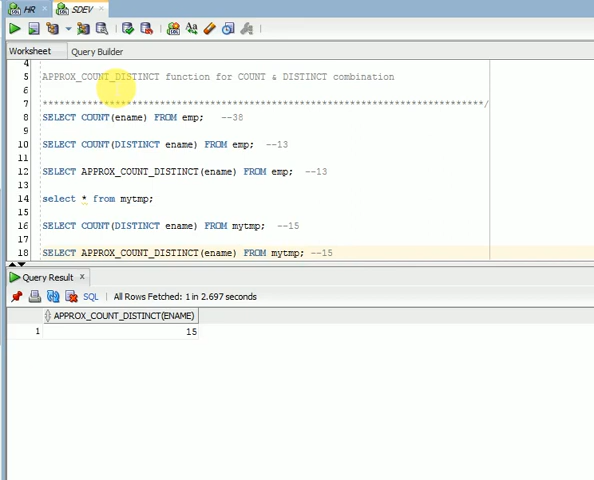 HR
SDEV
Worksheet
Query Builder
4
5 APPROX_COUNT_DISTINCT function for COUNT & DISTINCT combination
6
7 ******************************************************************************/
8 SELECT COUNT(ename) FROM emp; --38
9
10 SELECT COUNT(DISTINCT ename) FROM emp; --13
11
12 SELECT APPROX_COUNT_DISTINCT(ename) FROM emp; --13
13
14 select * from mytmp;
15
16 SELECT COUNT(DISTINCT ename) FROM mytmp; --15
17
18 SELECT APPROX_COUNT_DISTINCT(ename) FROM mytmp; --15
Query Result
SQL | All Rows Fetched: 1 in 2.697 seconds
APPROX_COUNT_DISTINCT(ENAME)
1 15